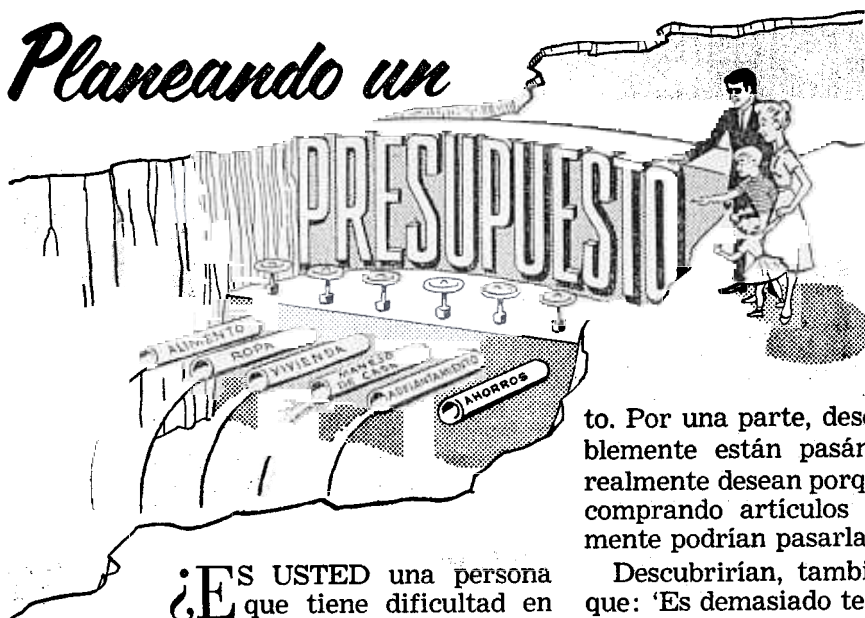 Planeando un
PRESUPUESTO
ALIMENTO
ROPA
VIVIENDA
MANEJO
DE CASA
ADELANTAMIENTO
AHORROS
¿ES USTED una persona
que tiene dificultad en
to. Por una parte, desc
blemente están pasán
realmente desean porq
comprando artículos
mente podrían pasarla
Descubrirían, tambi
que: 'Es demasiado te